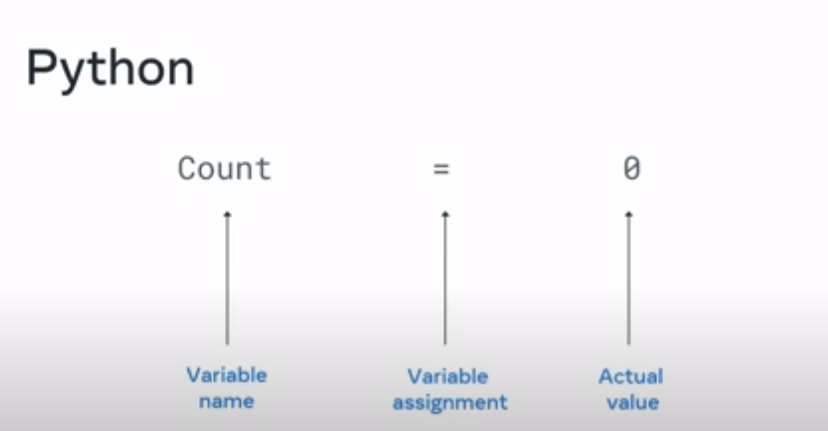 Python
Count = 0
Variable name
Variable assignment
Actual value